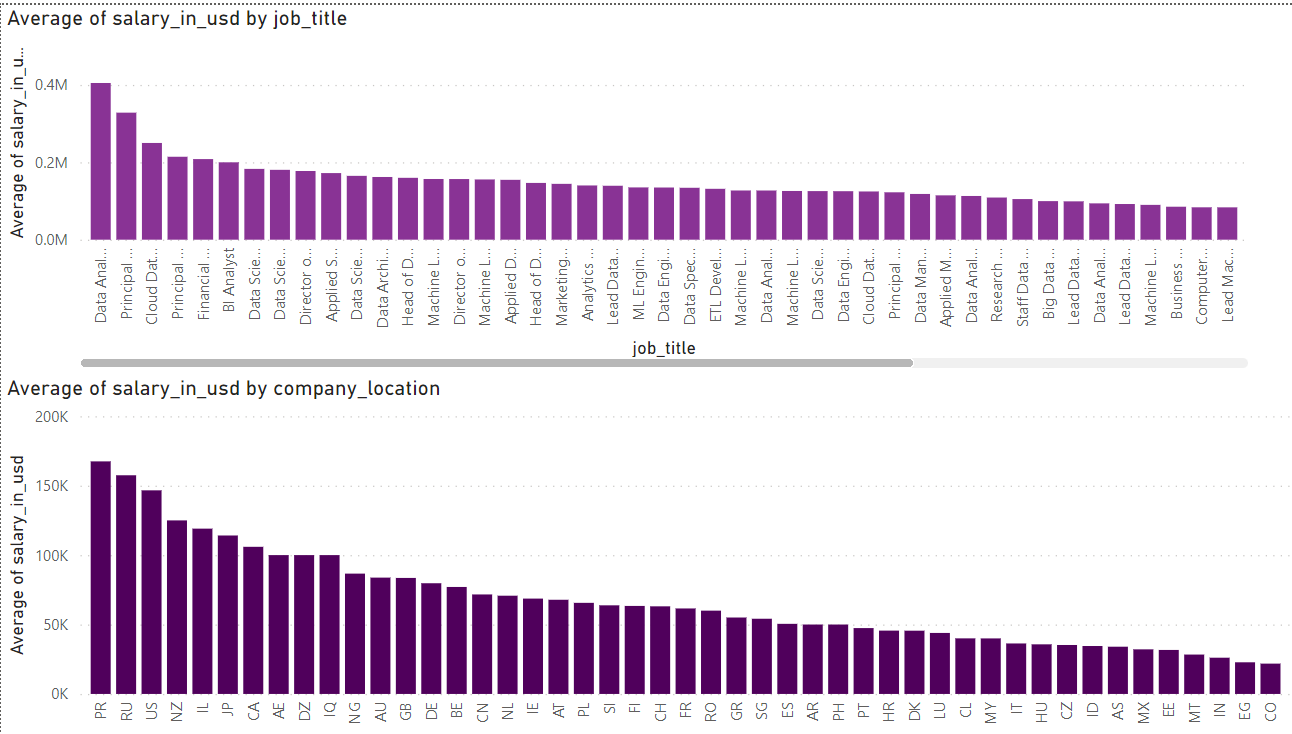 Average of salary_in_usd by job_title
Average of salary_in_u...
0.4M
0.2M
0.0M
Data Anal...
Principal ...
Cloud Dat...
Principal ...
Financial ...
BI Analyst
Data Scie...
Data Scie...
Director o...
Applied S...
Data Scie...
Data Archi...
Head of D...
Machine L...
Director o...
Machine L...
Applied D...
Head of D...
Marketing...
Analytics ...
Lead Data...
ML Engin...
Data Engi...
Data Spec...
ETL Devel...
Machine L...
Data Anal...
Machine L...
Data Scie...
Data Engi...
Cloud Dat...
Principal ...
Data Man...
Applied M...
Data Anal...
Research ...
Staff Data ...
Big Data ...
Lead Data...
Data Anal...
Lead Data...
Machine L...
Business ...
Computer...
Lead Mac...
job_title
Average of salary_in_usd by company_location
Average of salary_in_usd
200K
150K
100K
50K
0K
PR
RU
US
NZ
IL
JP
CA
AE
DZ
IQ
NG
AU
GB
DE
BE
CN
NL
IE
AT
PL
SI
FI
CH
FR
RO
GR
SG
ES
AR
PH
PT
HR
DK
LU
CL
MY
IT
HU
CZ
ID
AS
MX
EE
MT
IN
EG
CO